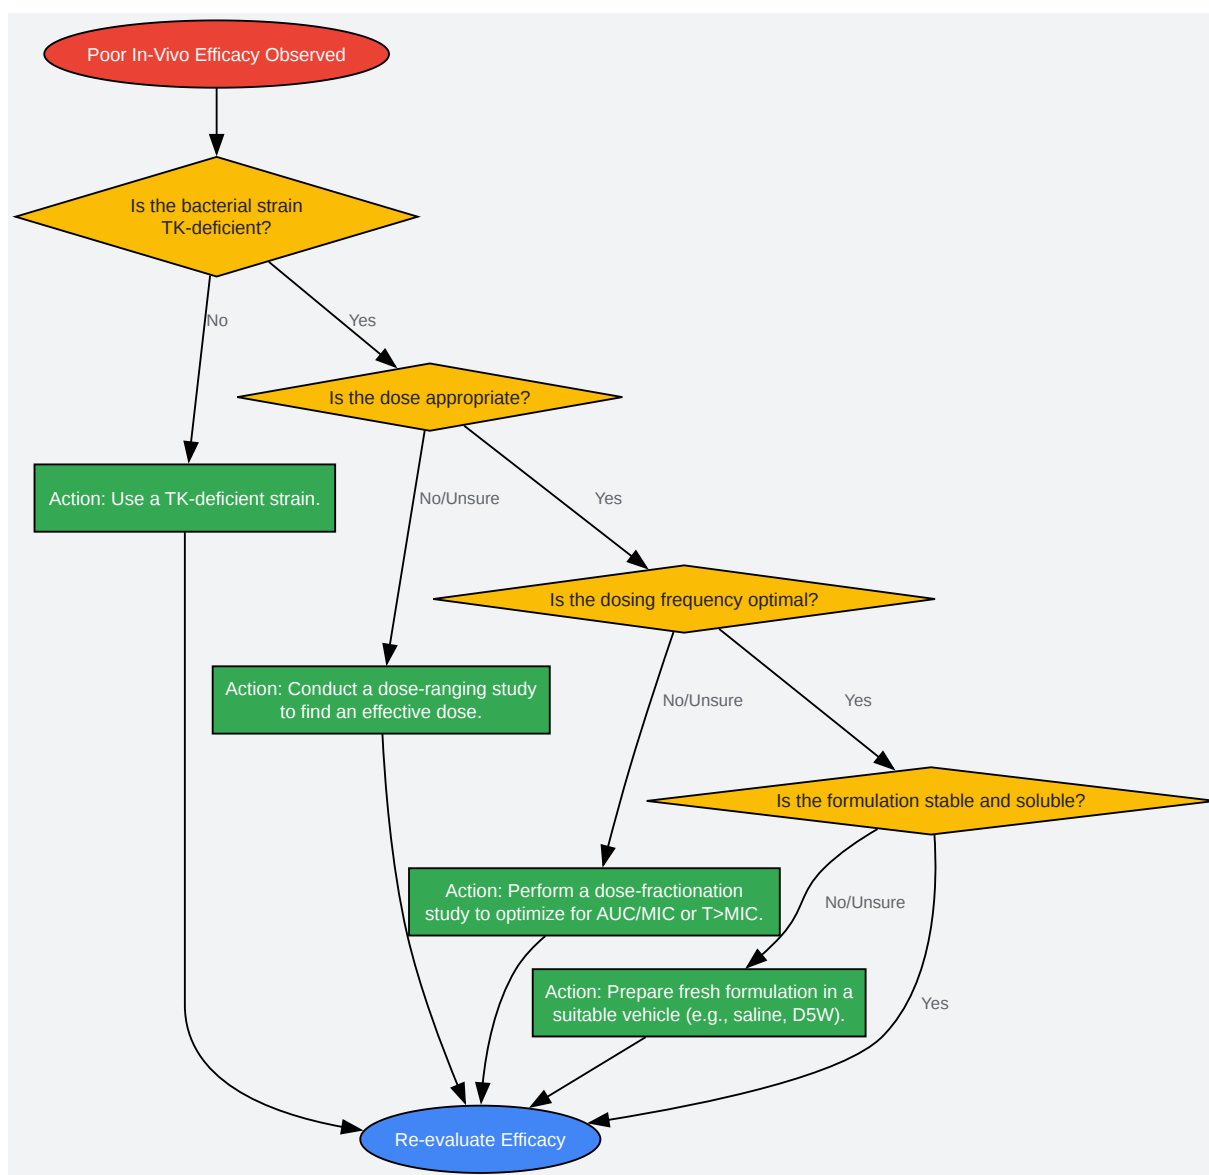 Poor In-Vivo Efficacy Observed
Is the bacterial strain
TK-deficient?
No
Yes
Is the dose appropriate?
Action: Use a TK-deficient strain.
No/Unsure
Yes
Is the dosing frequency optimal?
Action: Conduct a dose-ranging study
to find an effective dose.
No/Unsure
Yes
Is the formulation stable and soluble?
Action: Perform a dose-fractionation
study to optimize for AUC/MIC or T>MIC.
No/Unsure
Action: Prepare fresh formulation in a
suitable vehicle (e.g., saline, D5W).
Yes
Re-evaluate Efficacy